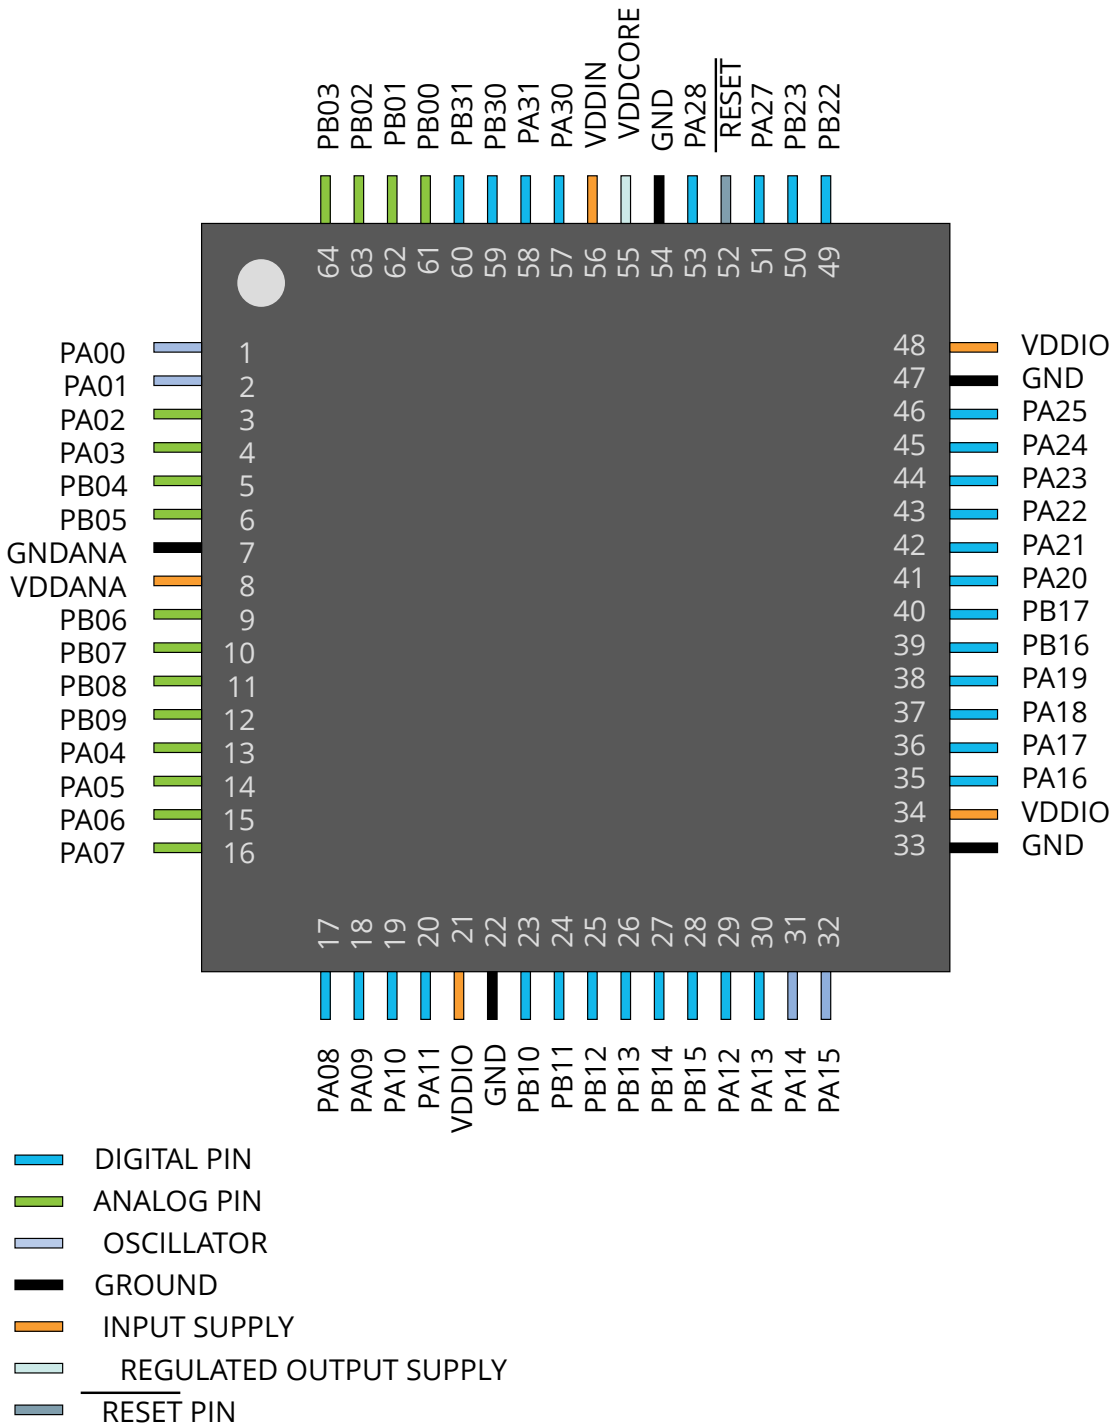 PB03
PB02
PB01
PB00
PB31
PB30
PA31
PA30
VDDIN
VDDCORE
GND
PA28
RESET
PA27
PB23
PB22
64
63
62
61
60
59
58
57
56
55
54
53
52
51
50
49
PA00 1
PA01 2
PA02 3
PA03 4
PB04 5
PB05 6
GNDANA 7
VDDANA 8
PB06 9
PB07 10
PB08 11
PB09 12
PA04 13
PA05 14
PA06 15
PA07 16
48 VDDIO
47 GND
46 PA25
45 PA24
44 PA23
43 PA22
42 PA21
41 PA20
40 PB17
39 PB16
38 PA19
37 PA18
36 PA17
35 PA16
34 VDDIO
33 GND
17
18
19
20
21
22
23
24
25
26
27
28
29
30
31
32
PA08
PA09
PA10
PA11
VDDIO
GND
PB10
PB11
PB12
PB13
PB14
PB15
PA12
PA13
PA14
PA15
DIGITAL PIN
ANALOG PIN
OSCILLATOR
GROUND
INPUT SUPPLY
REGULATED OUTPUT SUPPLY
RESET PIN